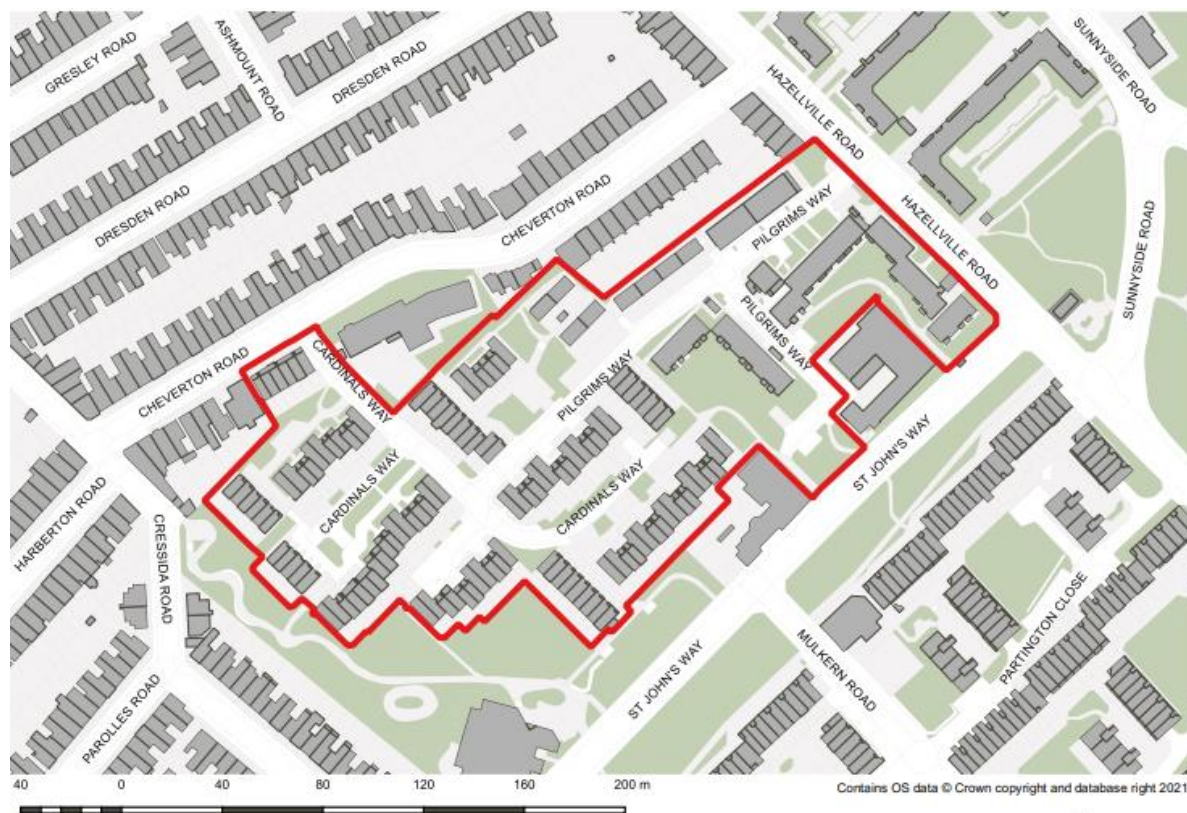 GRESLEY ROAD
ASHMOUNT ROAD
DRESDEN ROAD
HAZELLVILLE ROAD
SUNNYSIDE ROAD
DRESDEN ROAD
CHEVERTON ROAD
PILGRIMS WAY
HAZELLVILLE ROAD
SUNNYSIDE ROAD
CHEVERTON ROAD
CARDINALS WAY
PILGRIMS WAY
PILGRIMS WAY
HARBERTON ROAD
CRESSIDA ROAD
CARDINALS WAY
CARDINALS WAY
ST JOHN'S WAY
PAROLLES ROAD
ST JOHN'S WAY
MULKERN ROAD
PARTINGTON CLOSE
40 0 40 80 120 160 200 m
Contains OS data © Crown copyright and database right 2021